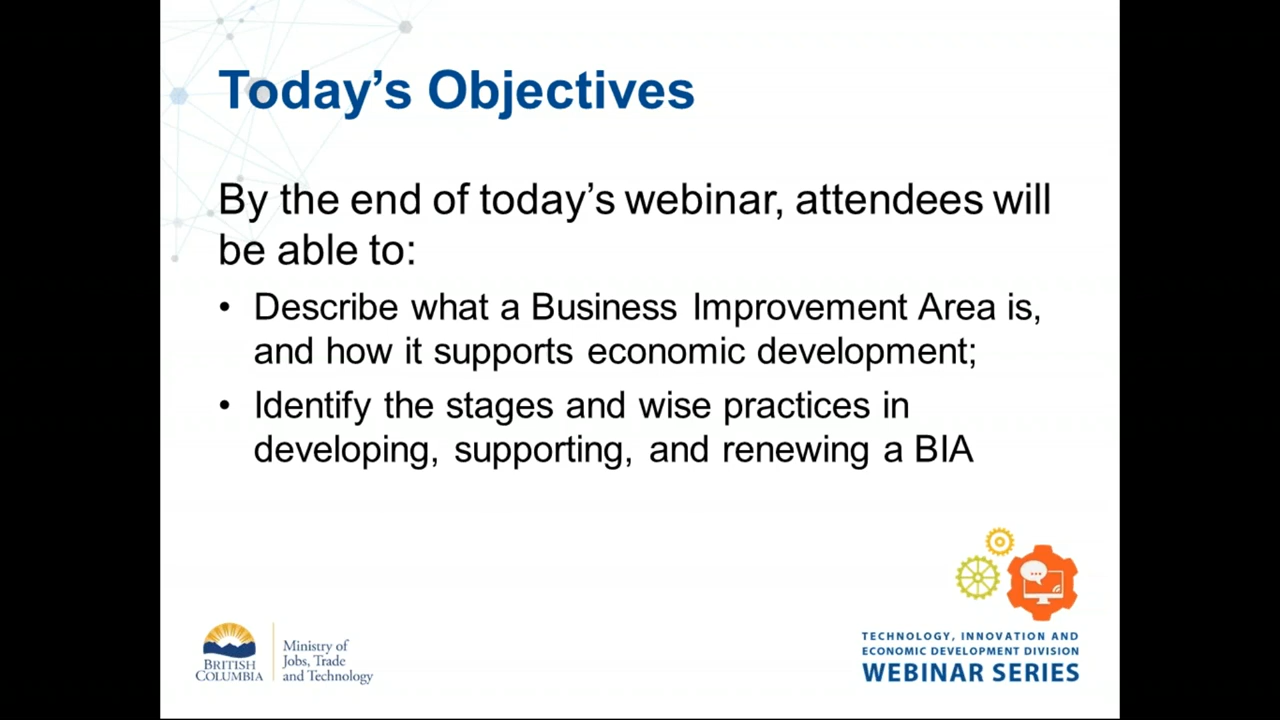 Today's Objectives
By the end of today's webinar, attendees will
be able to:
• Describe what a Business Improvement Area is,
and how it supports economic development;
• Identify the stages and wise practices in
developing, supporting, and renewing a BIA
BRITISH
COLUMBIA
Ministry of
Jobs, Trade
and Technology
TECHNOLOGY, INNOVATION AND
ECONOMIC DEVELOPMENT DIVISION
WEBINAR SERIES